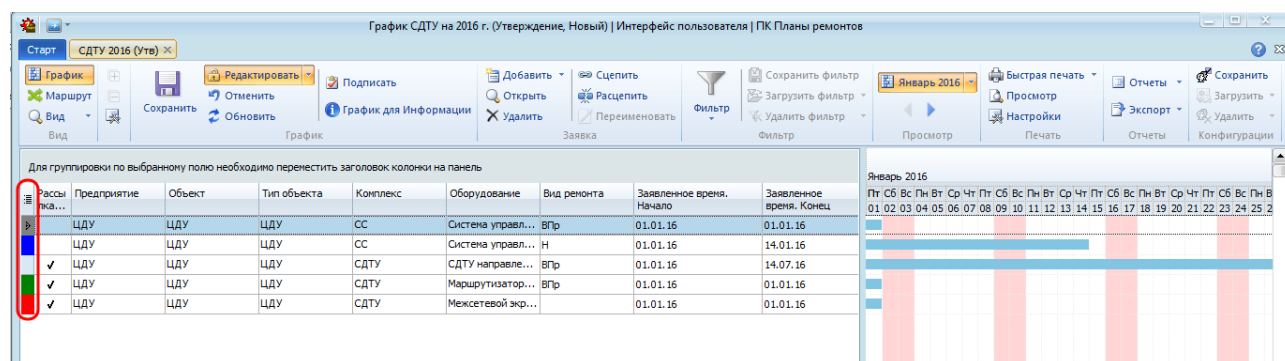 График СДТУ на 2016 г. (Утверждение, Новый) | Интерфейс пользователя | ПК Планы ремонтов
Старт СДТУ 2016 (Утв)
График Редактировать Подписать Добавить Сцепить Сохранить фильтр Январь 2016 Быстрая печать Отчеты Сохранить
Маршрут Сохранить Отменить График для Информации Открыть Расцепить Фильтр Загрузить фильтр Просмотр Экспорт Загрузить
Вид Обновить Удалить Переименовать Удалить фильтр Настройки Удалить
Вид График Заявка Фильтр Просмотр Печать Отчеты Конфигурации
Для группировки по выбранному полю необходимо переместить заголовок колонки на панель
Январь 2016
Рассы лка... Предприятие Объект Тип объекта Комплекс Оборудование Вид ремонта Заявленное время. Начало Заявленное время. Конец
Пт Сб Вс Пн Вт Ср Чт Пт Сб Вс Пн Вт Ср Чт Пт Сб Вс Пн Вт Ср Чт Пт Сб Вс Пн В
01 02 03 04 05 06 07 08 09 10 11 12 13 14 15 16 17 18 19 20 21 22 23 24 25 2
ЦДУ ЦДУ ЦДУ СС Система управл... ВПр 01.01.16 01.01.16
ЦДУ ЦДУ ЦДУ СС Система управл... Н 01.01.16 14.01.16
ЦДУ ЦДУ ЦДУ СДТУ СДТУ направле... ВПр 01.01.16 14.07.16
ЦДУ ЦДУ ЦДУ СДТУ Маршрутизатор... ВПр 01.01.16 01.01.16
ЦДУ ЦДУ ЦДУ СДТУ Межсетевой экр... 01.01.16 01.01.16